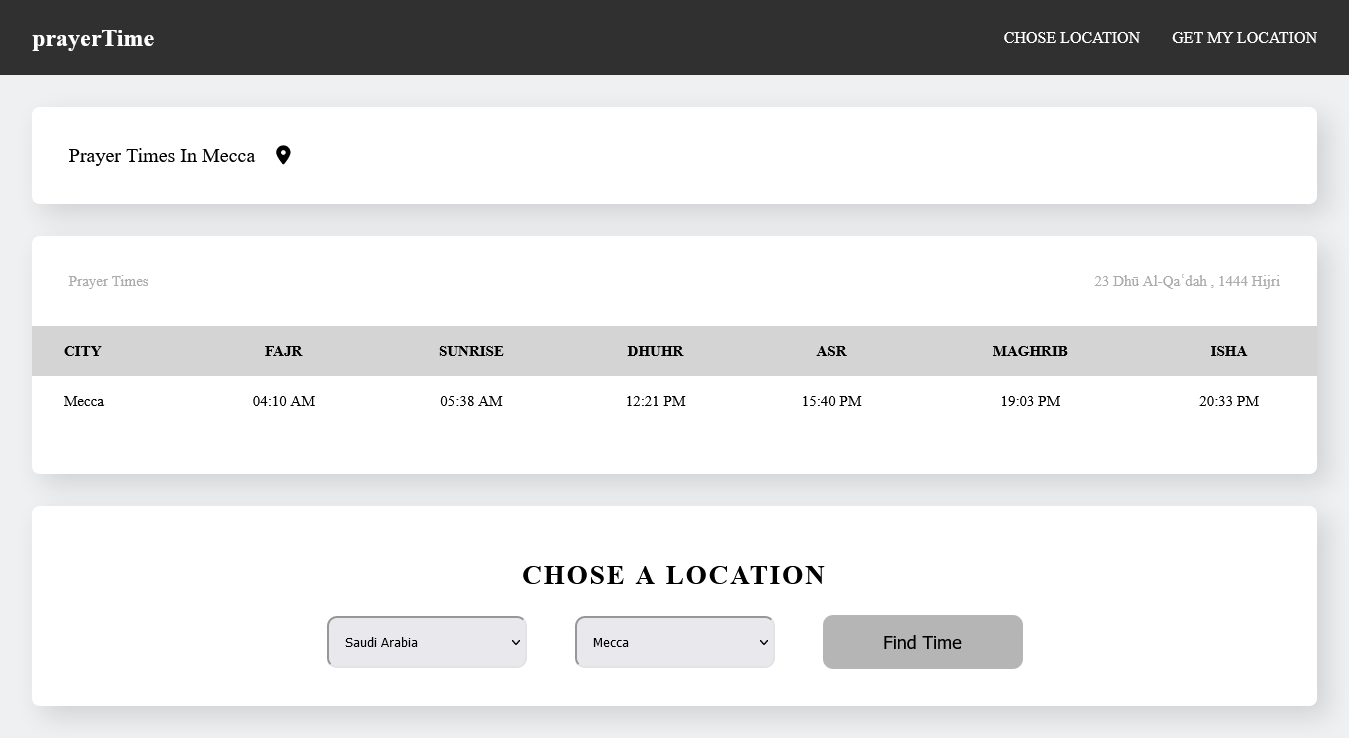 prayerTime CHOSE LOCATION GET MY LOCATION
Prayer Times In Mecca
Prayer Times 23 Dhū Al-Qaʿdah , 1444 Hijri
CITY FAJR SUNRISE DHUHR ASR MAGHRIB ISHA
Mecca 04:10 AM 05:38 AM 12:21 PM 15:40 PM 19:03 PM 20:33 PM
CHOSE A LOCATION
Saudi Arabia Mecca Find Time